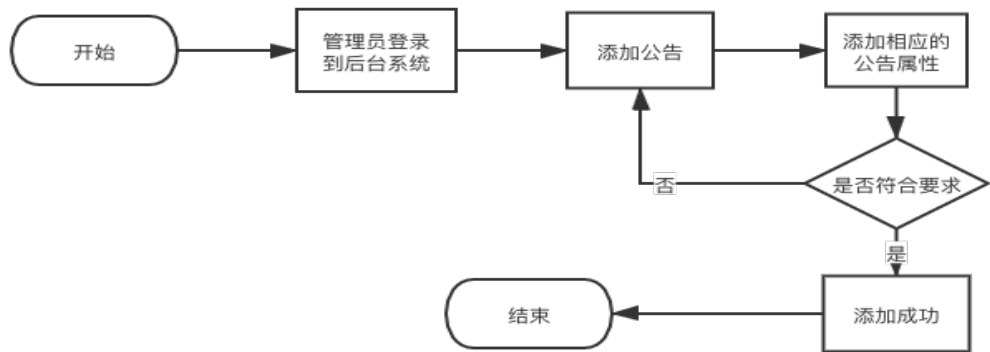 开始
管理员登录
到后台系统
添加公告
添加相应的
公告属性
是否符合要求
否
是
添加成功
结束